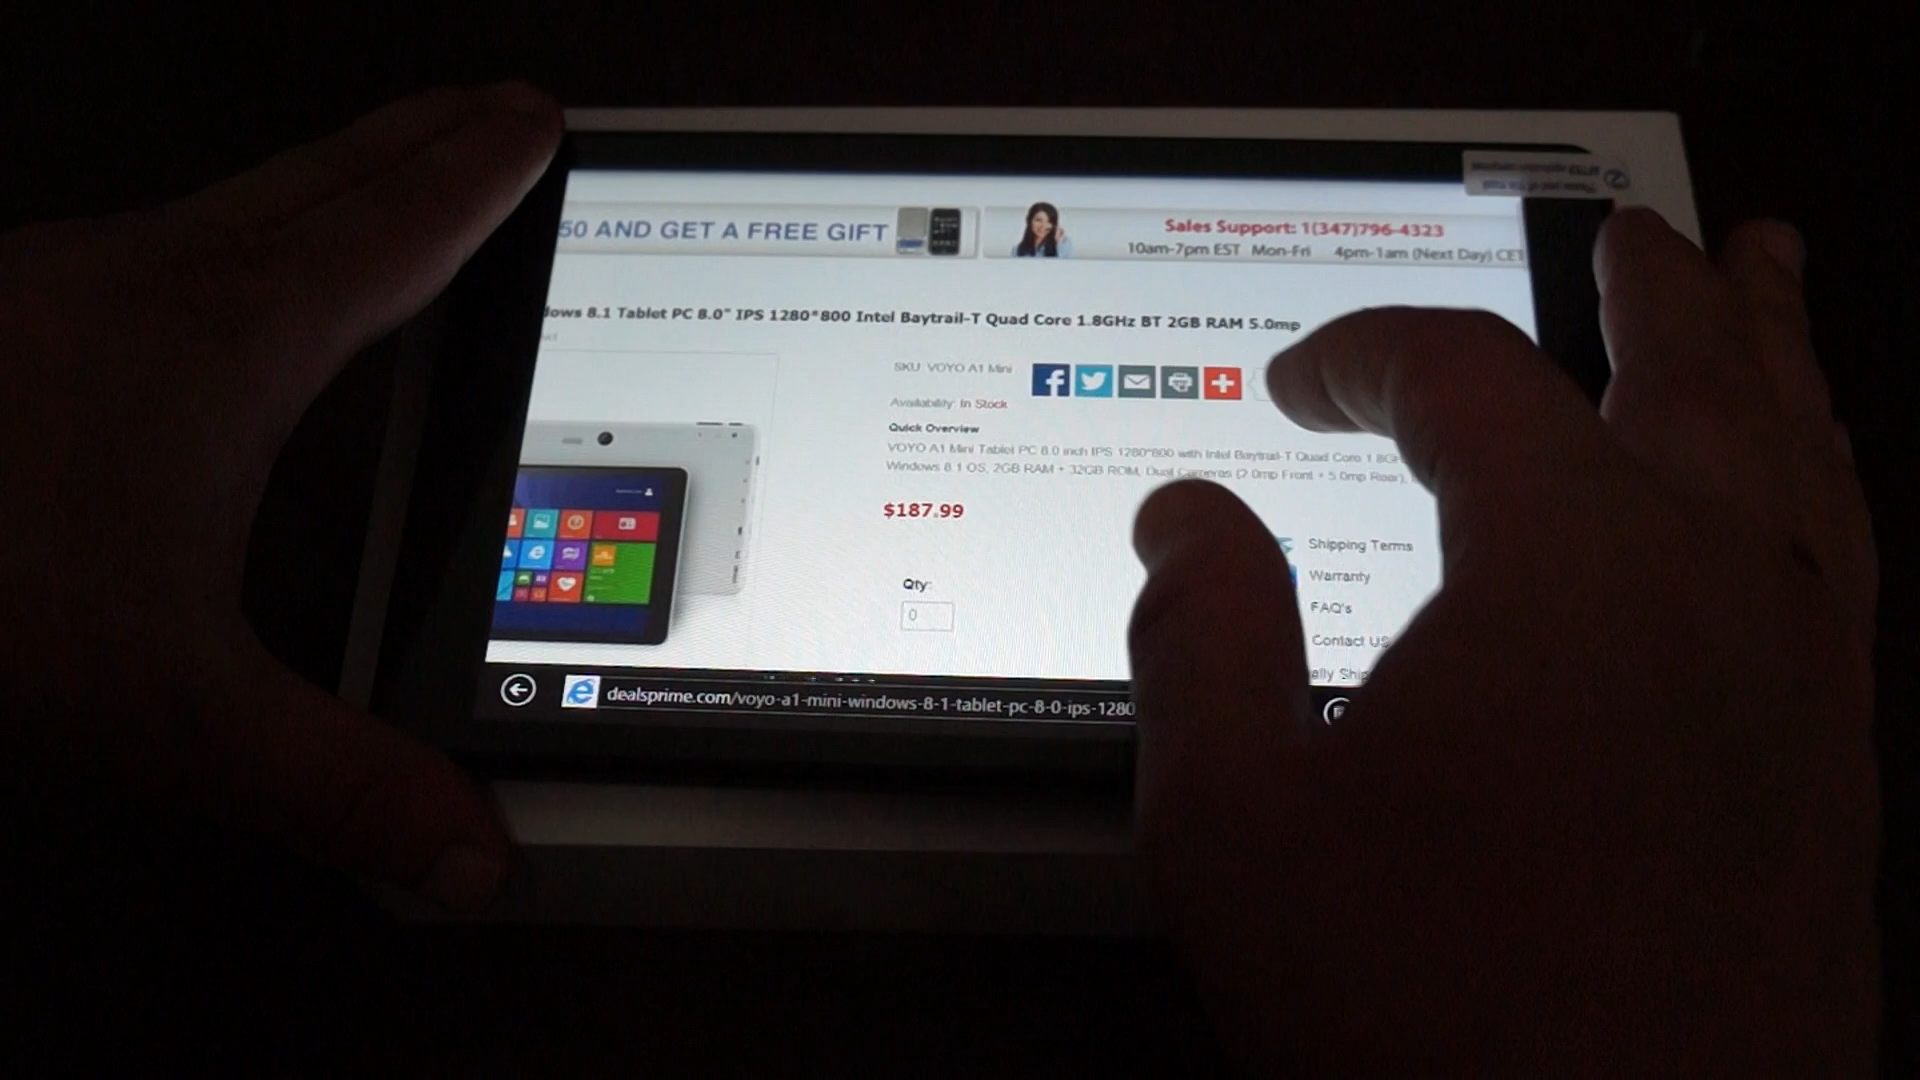 50 AND GET A FREE GIFT
Sales Support: 1(347)796-4323
10am-7pm EST Mon-Fri 4pm-1am (Next Day) CET
dows 8.1 Tablet PC 8.0" IPS 1280*800 Intel Baytrail-T Quad Core 1.8GHz BT 2GB RAM 5.0mp
SKU: VOYO A1 Mini
Availability: In Stock
Quick Overview
VOYO A1 Mini Tablet PC 8.0 inch IPS 1280*800 with Intel Baytrail-T Quad Core 1.8GH
Windows 8.1 OS, 2GB RAM + 32GB ROM, Dual Cameras (2.0mp Front + 5.0mp Rear),
$187.99
Qty:
0
Shipping Terms
Warranty
FAQ's
Contact US
ally Ship
dealsprime.com/voyo-a1-mini-windows-8-1-tablet-pc-8-0-ips-1280